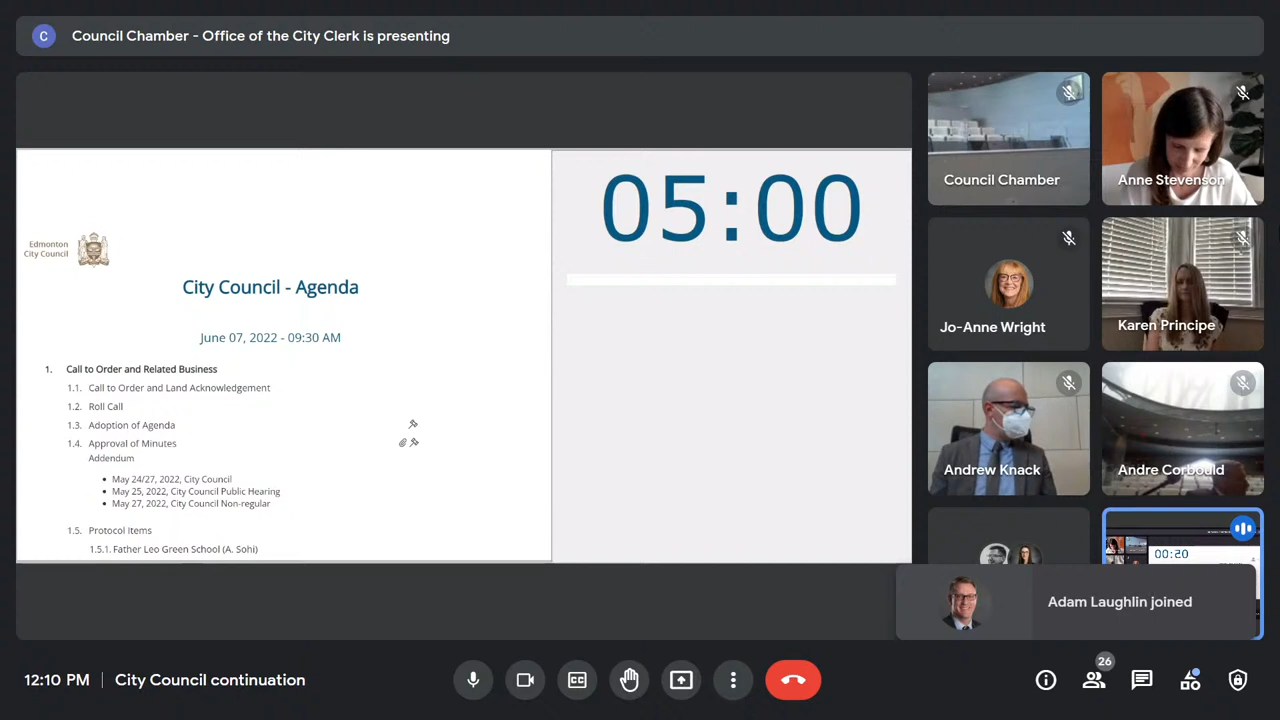 C
Council Chamber - Office of the City Clerk is presenting
Edmonton
City Council
City Council - Agenda
June 07, 2022 - 09:30 AM
1. Call to Order and Related Business
1.1. Call to Order and Land Acknowledgement
1.2. Roll Call
1.3. Adoption of Agenda
1.4. Approval of Minutes
Addendum
• May 24/27, 2022, City Council
• May 25, 2022, City Council Public Hearing
• May 27, 2022, City Council Non-regular
1.5. Protocol Items
1.5.1. Father Leo Green School (A. Sohi)
05:00
Council Chamber
Anne Stevenson
Jo-Anne Wright
Karen Principe
Andrew Knack
Andre Corbould
Adam Laughlin joined
12:10 PM
City Council continuation
26